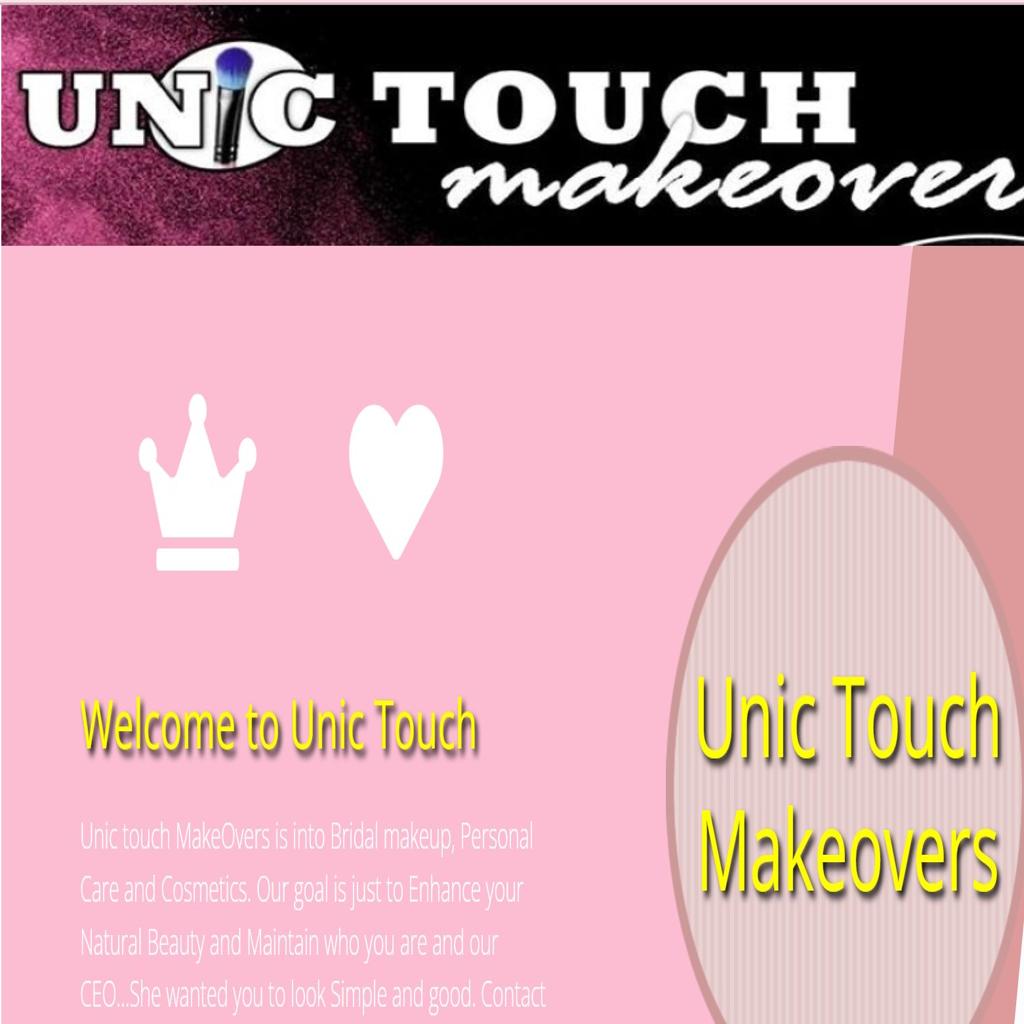 UNIC TOUCH
makeover
Welcome to Unic Touch
Unic touch MakeOvers is into Bridal makeup, Personal
Care and Cosmetics. Our goal is just to Enhance your
Natural Beauty and Maintain who you are and our
CEO...She wanted you to look Simple and good. Contact
Unic Touch
Makeovers